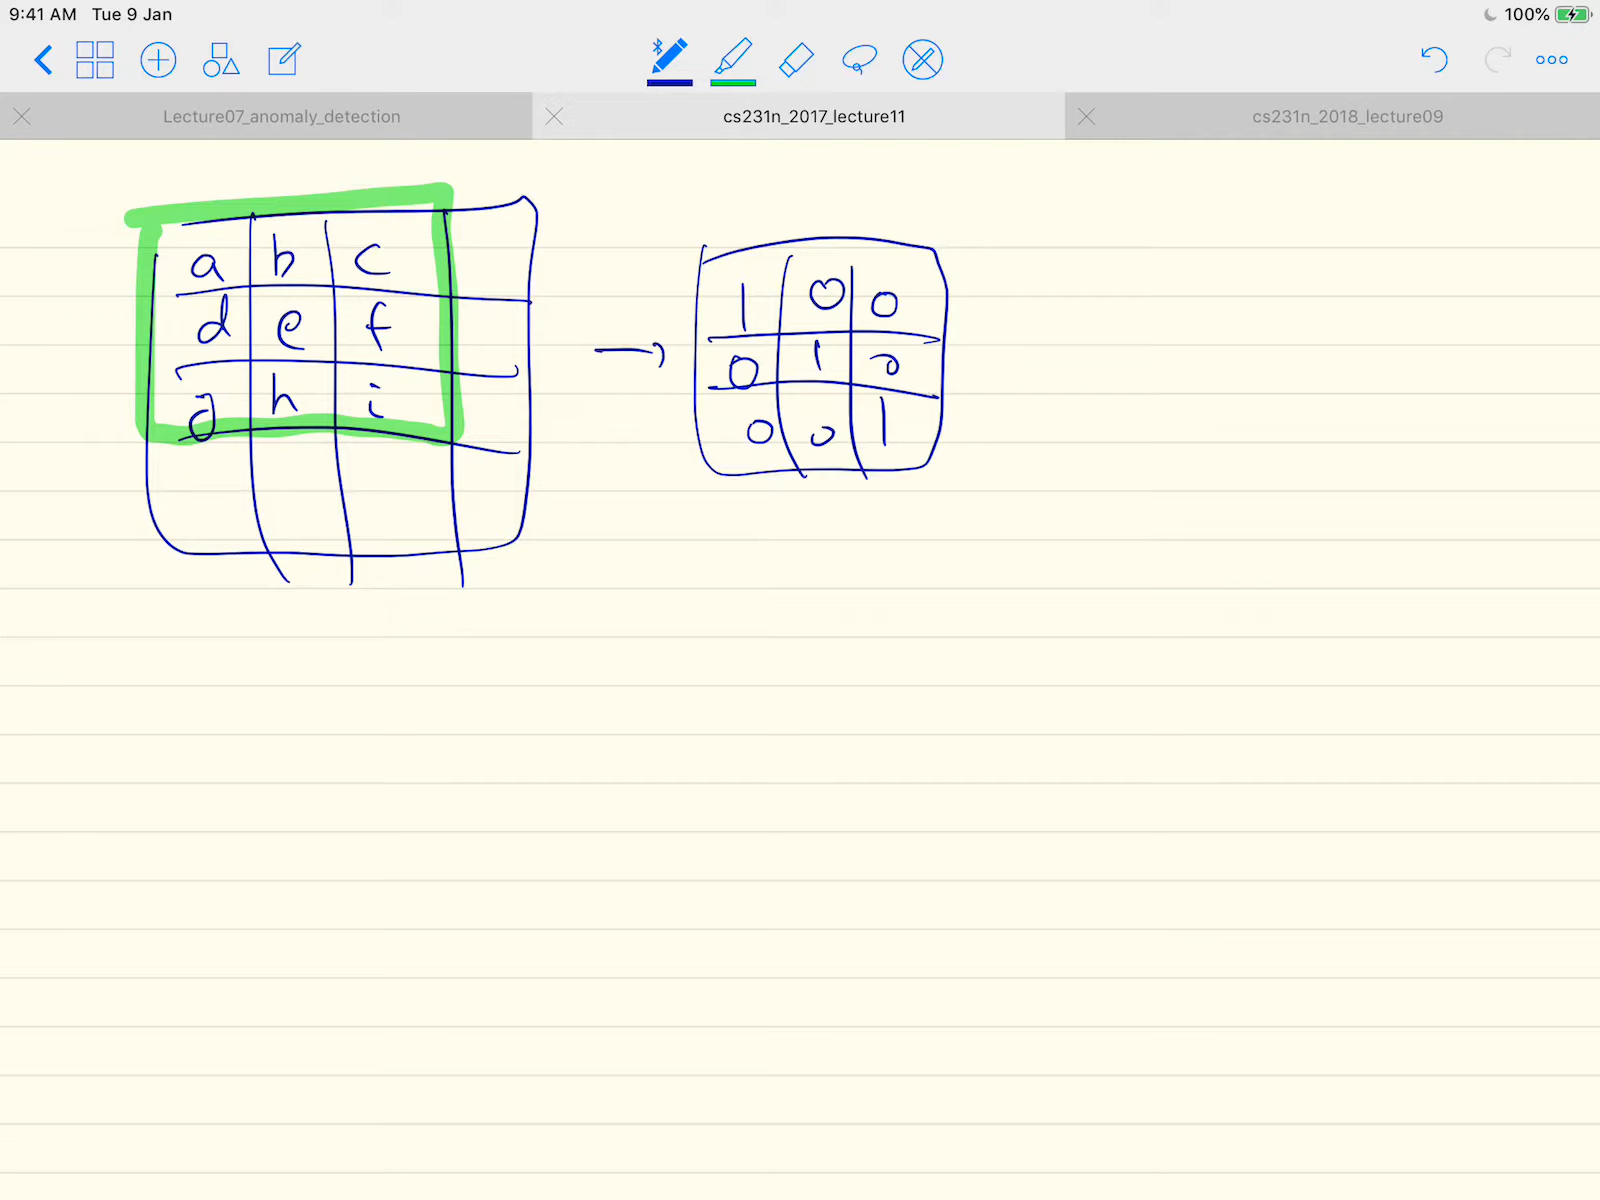 9:41 AM Tue 9 Jan 100%
Lecture07_anomaly_detection cs231n_2017_lecture11 cs231n_2018_lecture09
a b c
d e f
g h i
1 0 0
0 1 0
0 0 1